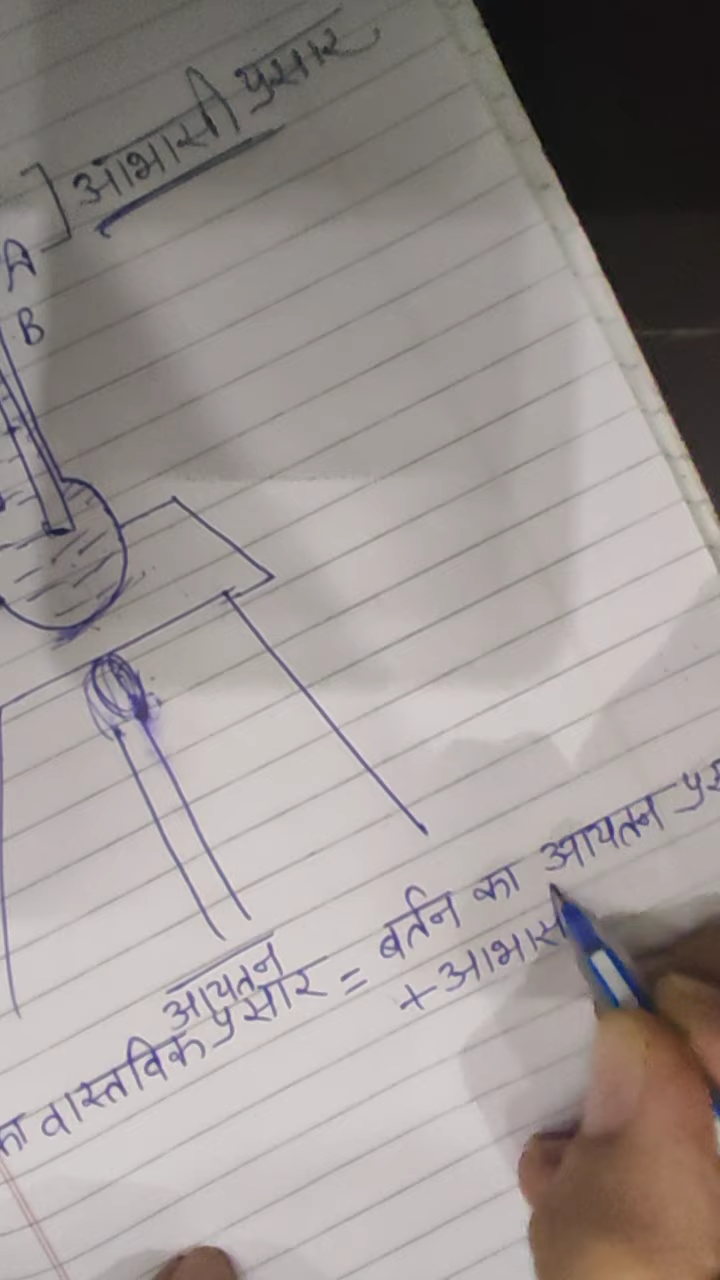 आभासी प्रसार
A
B
आयतन
वास्तविक प्रसार = बर्तन का आयतन
+ आभास